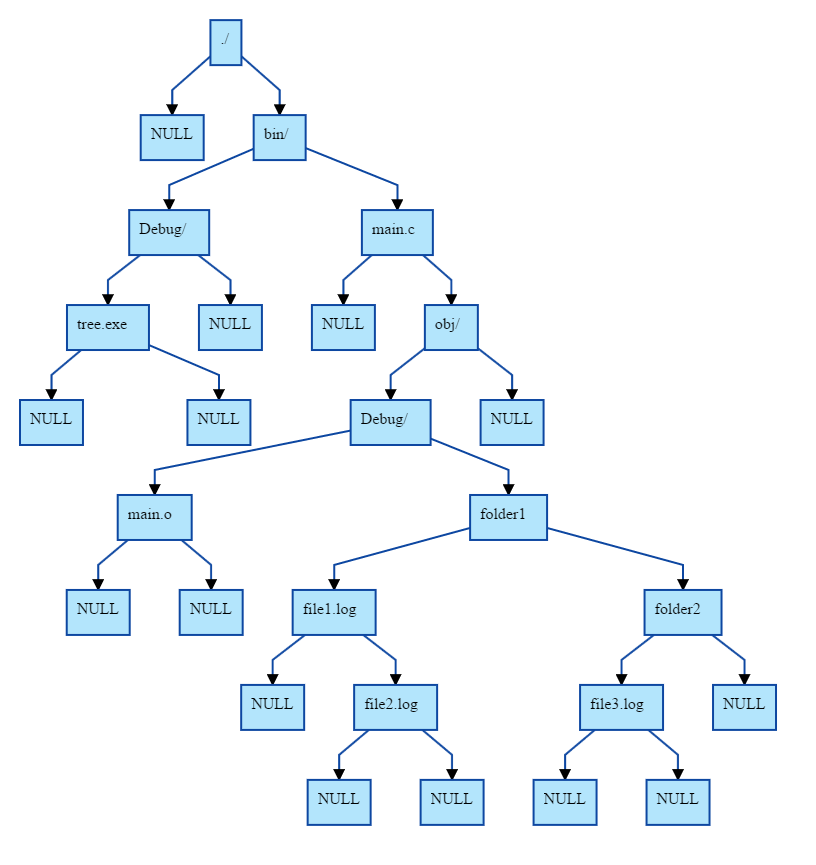 ./
NULL
bin/
Debug/
main.c
tree.exe
NULL
NULL
obj/
NULL
NULL
Debug/
NULL
main.o
folder1
NULL
NULL
file1.log
folder2
NULL
file2.log
file3.log
NULL
NULL
NULL
NULL
NULL